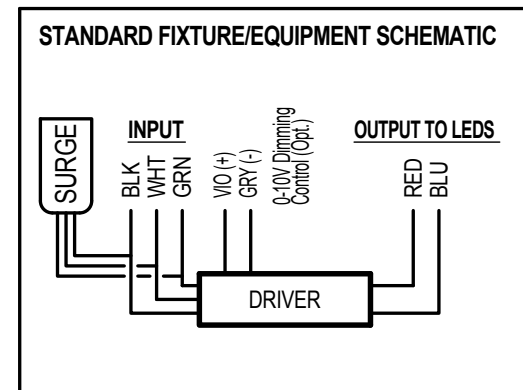 STANDARD FIXTURE/EQUIPMENT SCHEMATIC
SURGE
INPUT
BLK
WHT
GRN
VIO (+)
GRY (-)
0-10V Dimming
Control (Opt.)
OUTPUT TO LEDS
RED
BLU
DRIVER